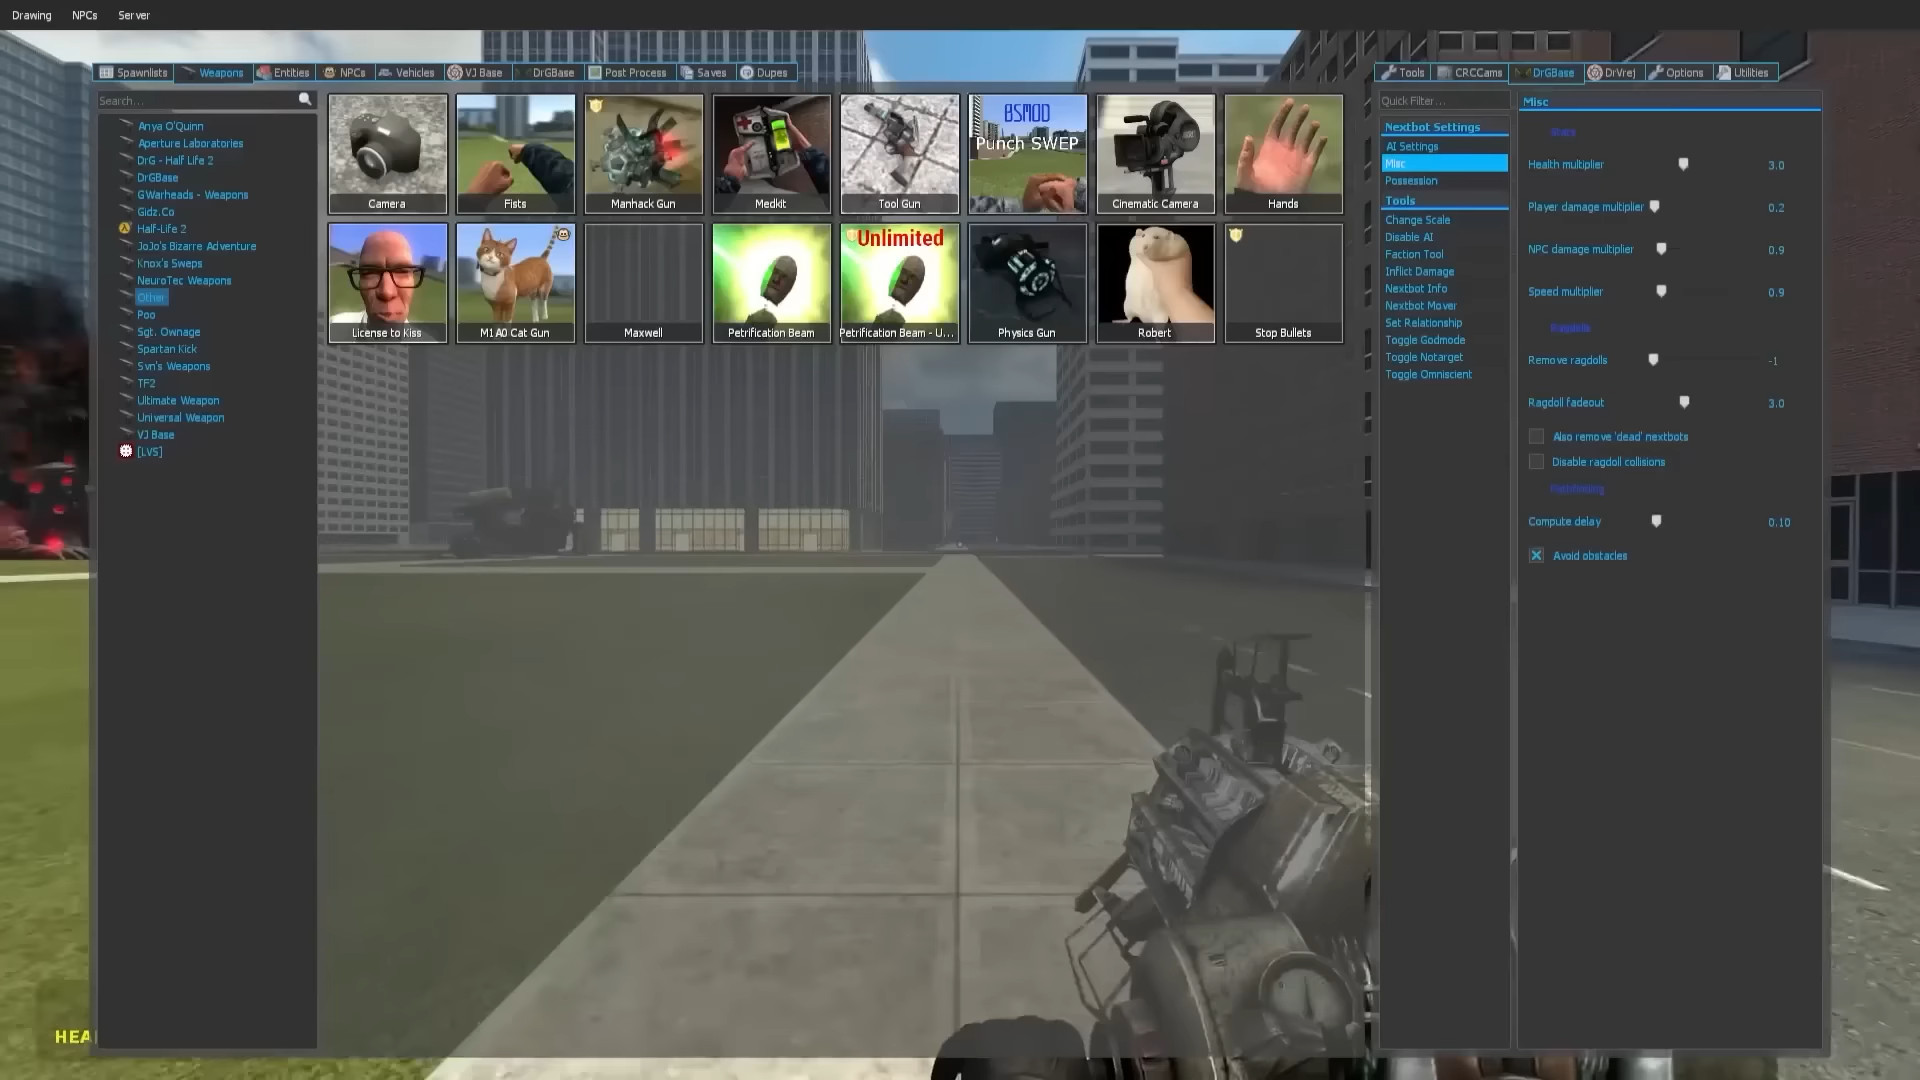 Drawing NPCs Server
Spawnlists Weapons Entities NPCs Vehicles VJ Base DrGBase Post Process Saves Dupes
Search...
Anya O'Quinn
Aperture Laboratories
DrG - Half Life 2
DrGBase
GWarheads - Weapons
Gidz.Co
Half-Life 2
JoJo's Bizarre Adventure
Knox's Sweps
NeuroTec Weapons
Other
Poo
Sgt. Ownage
Spartan Kick
Svn's Weapons
TF2
Ultimate Weapon
Universal Weapon
VJ Base
[LVS]
BSMOD
Punch SWEP
Camera Fists Manhack Gun Medkit Tool Gun Cinematic Camera Hands
Unlimited
License to Kiss M1A0 Cat Gun Maxwell Petrification Beam Petrification Beam - U... Physics Gun Robert Stop Bullets
HEA
Tools CRCCams DrGBase DrVrej Options Utilities
Quick Filter...
Nextbot Settings
AI Settings
Misc
Possession
Tools
Change Scale
Disable AI
Faction Tool
Inflict Damage
Nextbot Info
Nextbot Mover
Set Relationship
Toggle Godmode
Toggle Notarget
Toggle Omniscient
Misc
Stats
Health multiplier 3.0
Player damage multiplier 0.2
NPC damage multiplier 0.9
Speed multiplier 0.9
Ragdolls
Remove ragdolls -1
Ragdoll fadeout 3.0
Also remove 'dead' nextbots
Disable ragdoll collisions
Pathfinding
Compute delay 0.10
Avoid obstacles